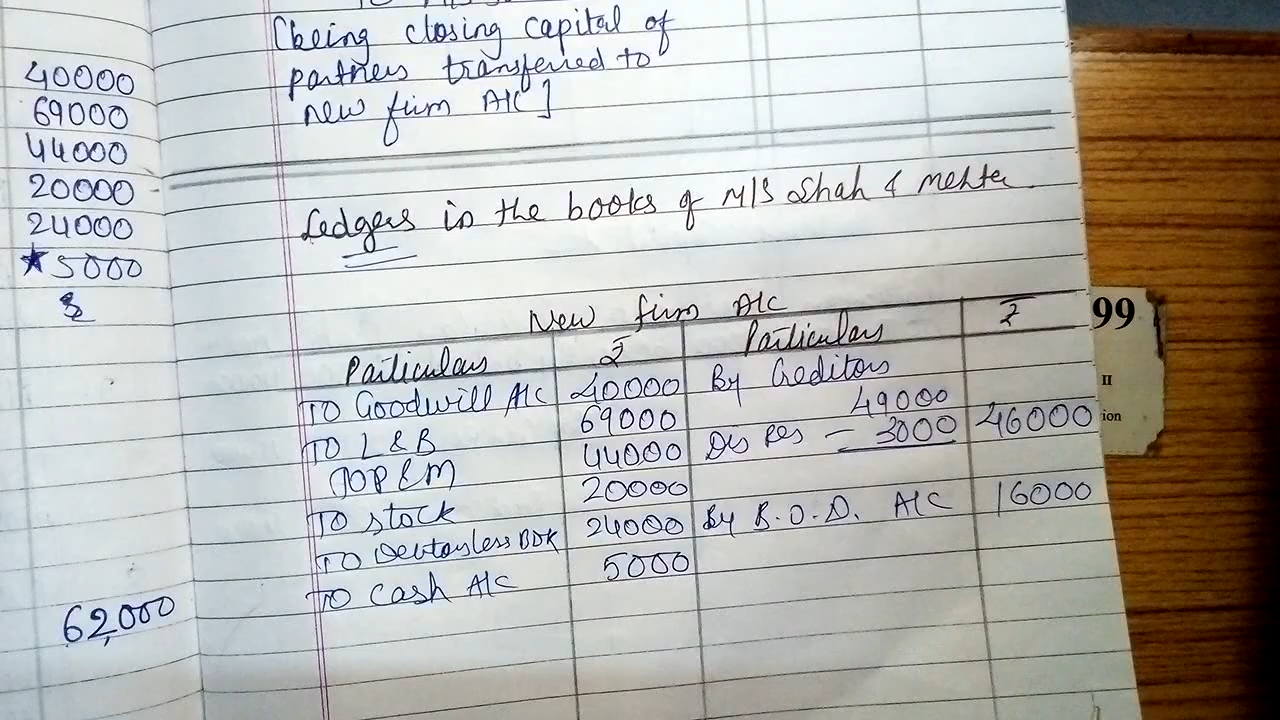 [being closing capital of
partners transferred to
new firm A/C]
40000
69000
44000
20000
24000
★5000
62,000
Ledgers in the books of M/S Shah & Mehta
New firm A/C
Particulars ₹ Particulars ₹
TO Goodwill A/C 40000 By Creditors
TO L & B 69000 49000
TO P & M 44000 Dis Res - 3000 46000
TO Stock 20000
TO Debtors less BDR 24000 By B.O.D. A/C 16000
TO Cash A/C 5000
99
II
ion